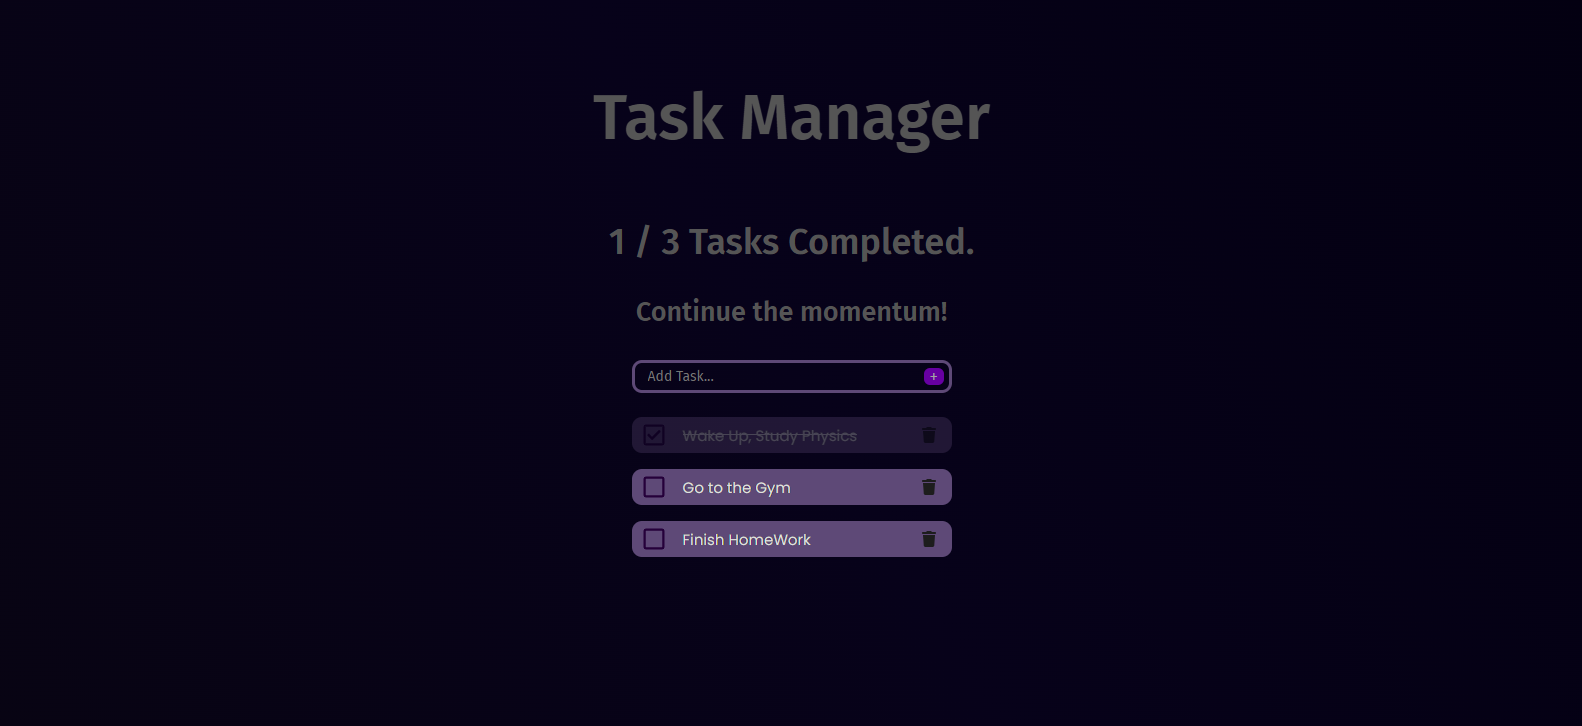 Task Manager
1 / 3 Tasks Completed.
Continue the momentum!
Add Task...
+
Wake Up, Study Physics
Go to the Gym
Finish HomeWork